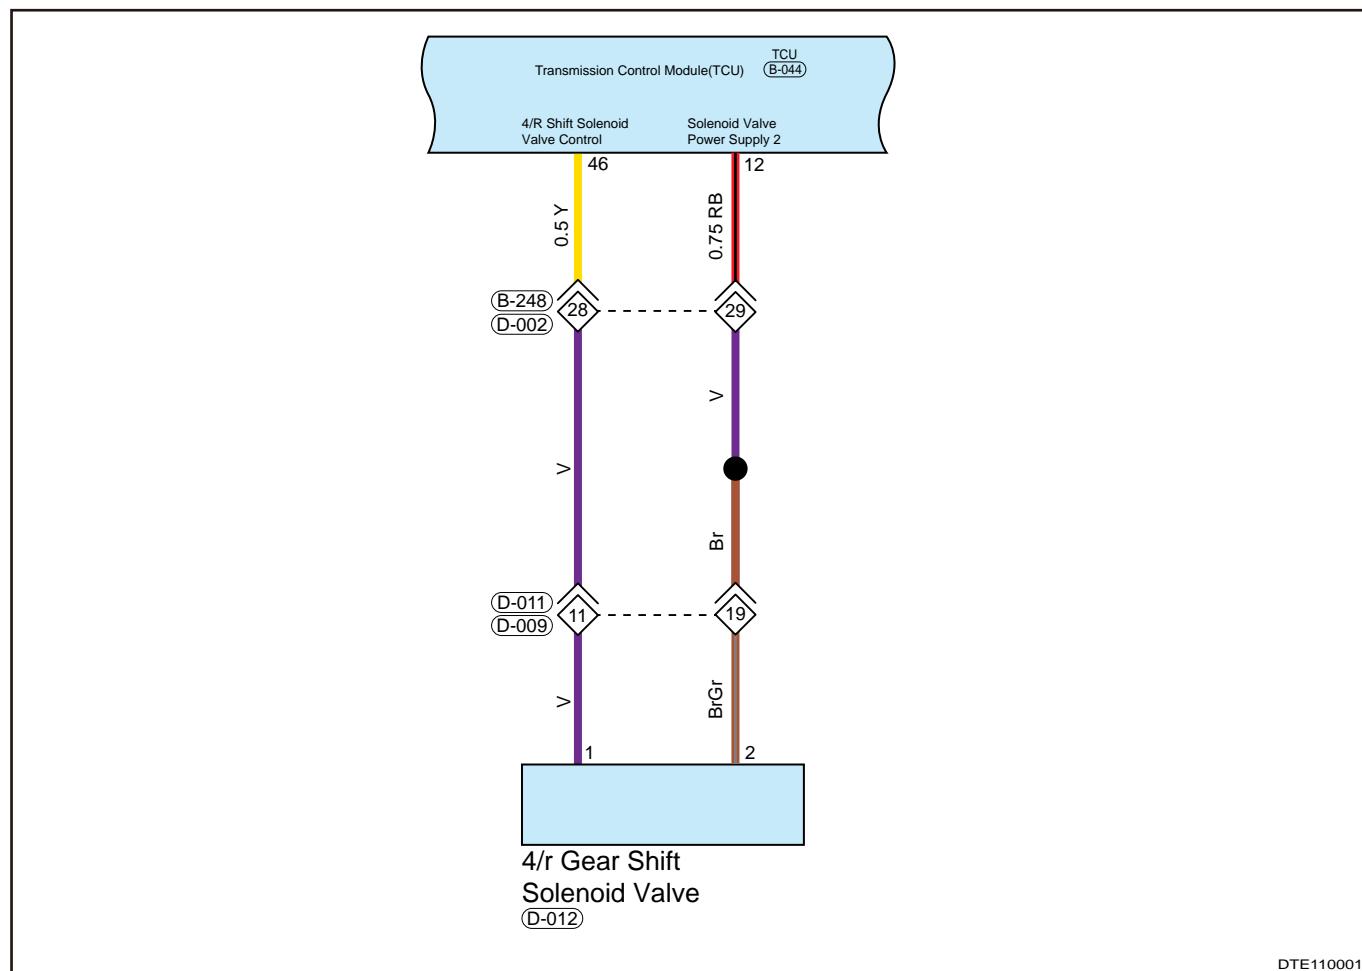 TCU
Transmission Control Module(TCU)
B-044
4/R Shift Solenoid
Valve Control
Solenoid Valve
Power Supply 2
46
12
0.5 Y
0.75 RB
B-248
D-002
28
29
V
V
Br
D-011
D-009
11
19
V
BrGr
1
2
4/r Gear Shift
Solenoid Valve
D-012
DTE110001